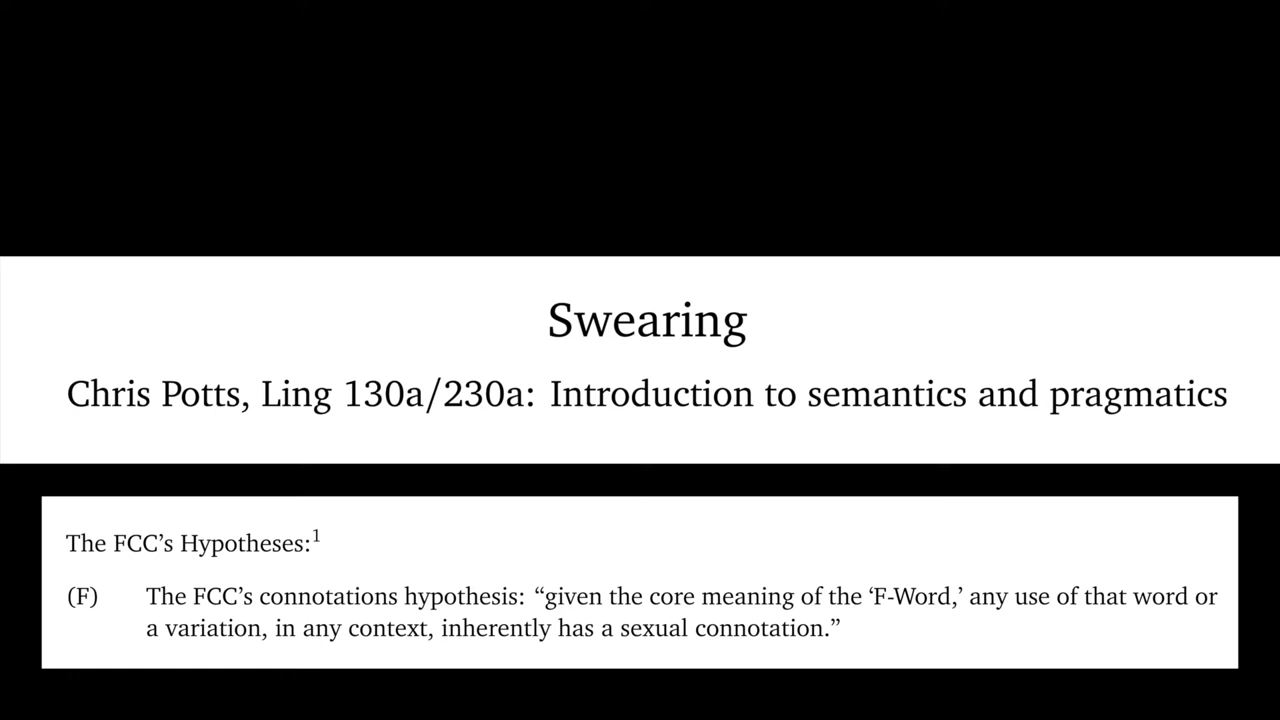 Swearing
Chris Potts, Ling 130a/230a: Introduction to semantics and pragmatics
The FCC’s Hypotheses:1
(F) The FCC’s connotations hypothesis: “given the core meaning of the ‘F-Word,’ any use of that word or
a variation, in any context, inherently has a sexual connotation.”